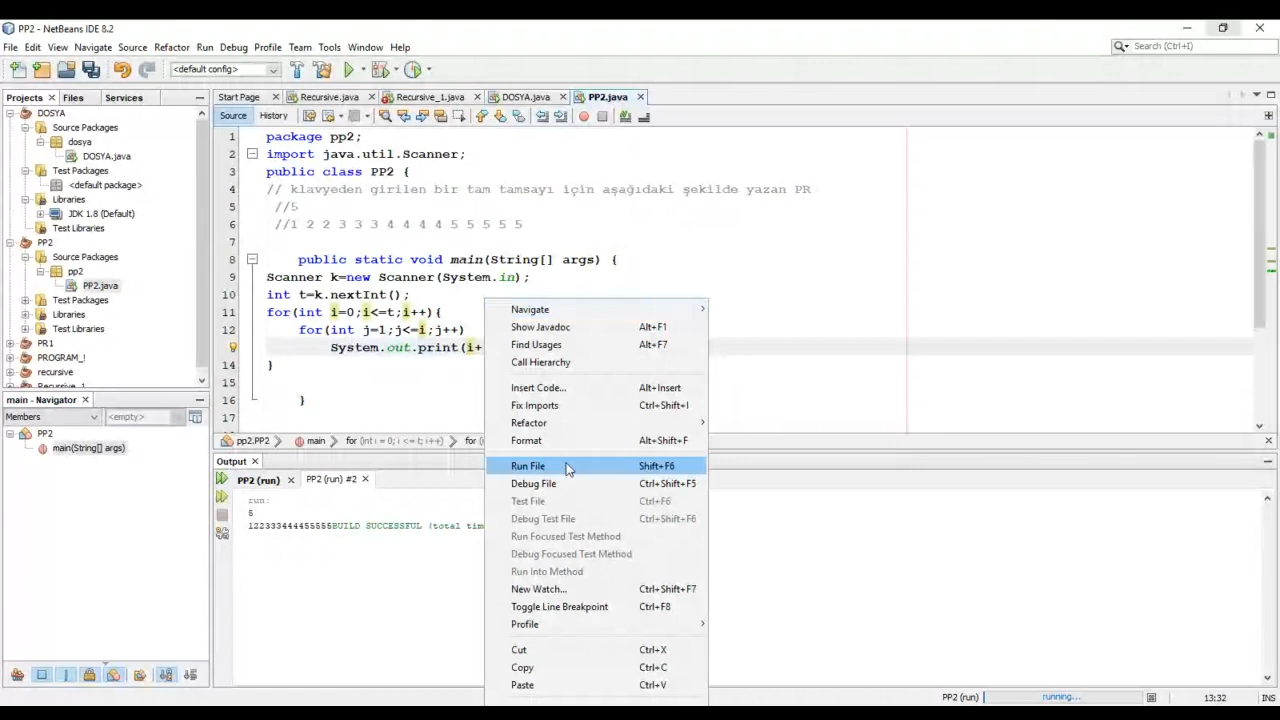 PP2 - NetBeans IDE 8.2
File Edit View Navigate Source Refactor Run Debug Profile Team Tools Window Help
Search (Ctrl+I)
<default config>
Projects Files Services
DOSYA
Source Packages
dosya
DOSYA.java
Test Packages
<default package>
Libraries
JDK 1.8 (Default)
Test Libraries
PP2
Source Packages
pp2
PP2.java
Test Packages
Libraries
Test Libraries
PR1
PROGRAM_!
recursive
Recursive_1
main - Navigator
Members <empty>
PP2
main(String[] args)
Start Page Recursive.java Recursive_1.java DOSYA.java PP2.java
Source History
1 package pp2;
2 import java.util.Scanner;
3 public class PP2 {
4 // klavyeden girilen bir tam tamsayı için aşağıdaki şekilde yazan PR
5 //5
6 //1 2 2 3 3 3 4 4 4 4 5 5 5 5 5
7
8 public static void main(String[] args) {
9 Scanner k=new Scanner(System.in);
10 int t=k.nextInt();
11 for(int i=0;i<=t;i++){
12 for(int j=1;j<=i;j++)
System.out.print(i+
14 }
15
16 }
17
pp2.PP2 main for (int i = 0; i <= t; i++) for (
Output
PP2 (run) PP2 (run) #2
run:
5
122333444455555BUILD SUCCESSFUL (total tim
Navigate
Show Javadoc Alt+F1
Find Usages Alt+F7
Call Hierarchy
Insert Code... Alt+Insert
Fix Imports Ctrl+Shift+I
Refactor
Format Alt+Shift+F
Run File Shift+F6
Debug File Ctrl+Shift+F5
Test File Ctrl+F6
Debug Test File Ctrl+Shift+F6
Run Focused Test Method
Debug Focused Test Method
Run Into Method
New Watch... Ctrl+Shift+F7
Toggle Line Breakpoint Ctrl+F8
Profile
Cut Ctrl+X
Copy Ctrl+C
Paste Ctrl+V
PP2 (run) running... 13:32 INS